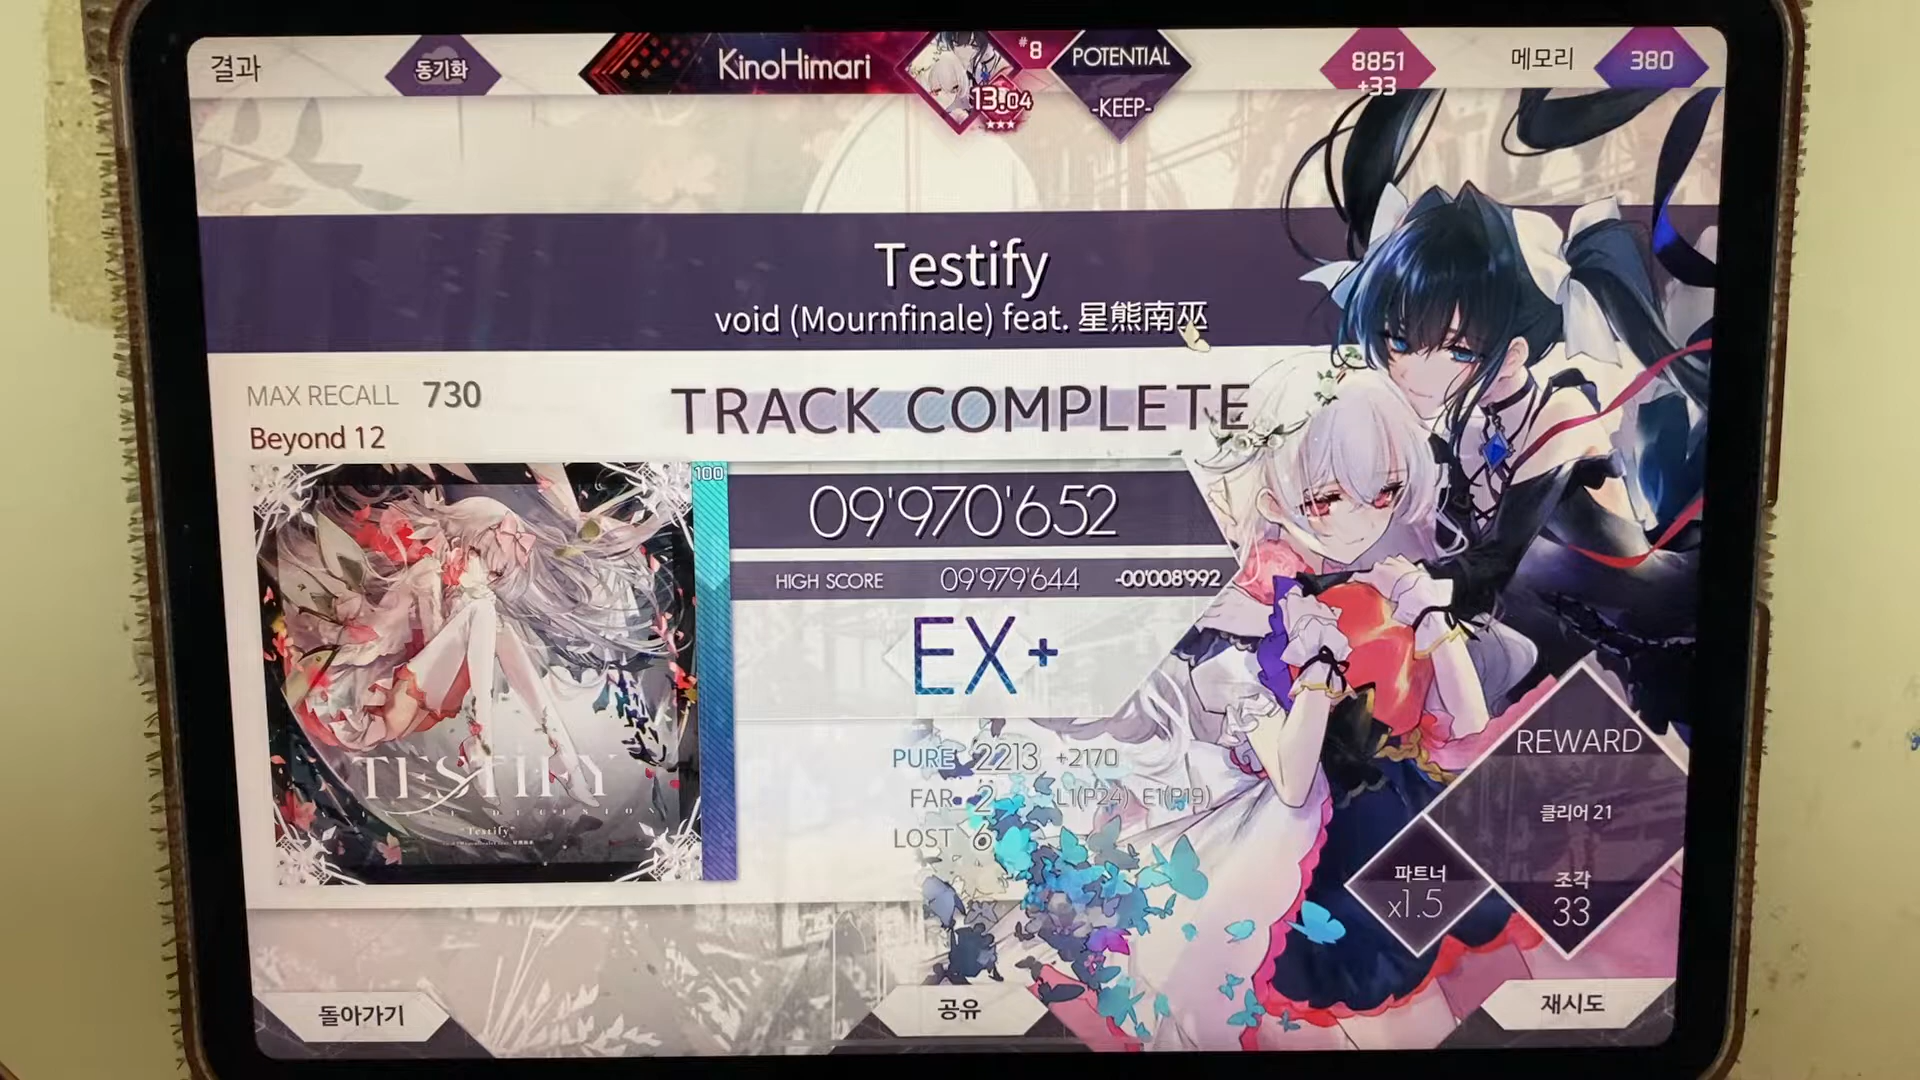 결과
동기화
KinoHimari
#8
13.04
POTENTIAL
-KEEP-
8851
+33
메모리
380
Testify
void (Mournfinale) feat. 星熊南巫
MAX RECALL 730
TRACK COMPLETE
Beyond 12
100
09'970'652
HIGH SCORE 09'979'644 -00'008'992
EX+
PURE 2213 +2170
FAR 2 L1(P24) E1(P19)
LOST 6
TESTIFY
"Testify"
REWARD
클리어 21
파트너
x1.5
조각
33
돌아가기
공유
재시도